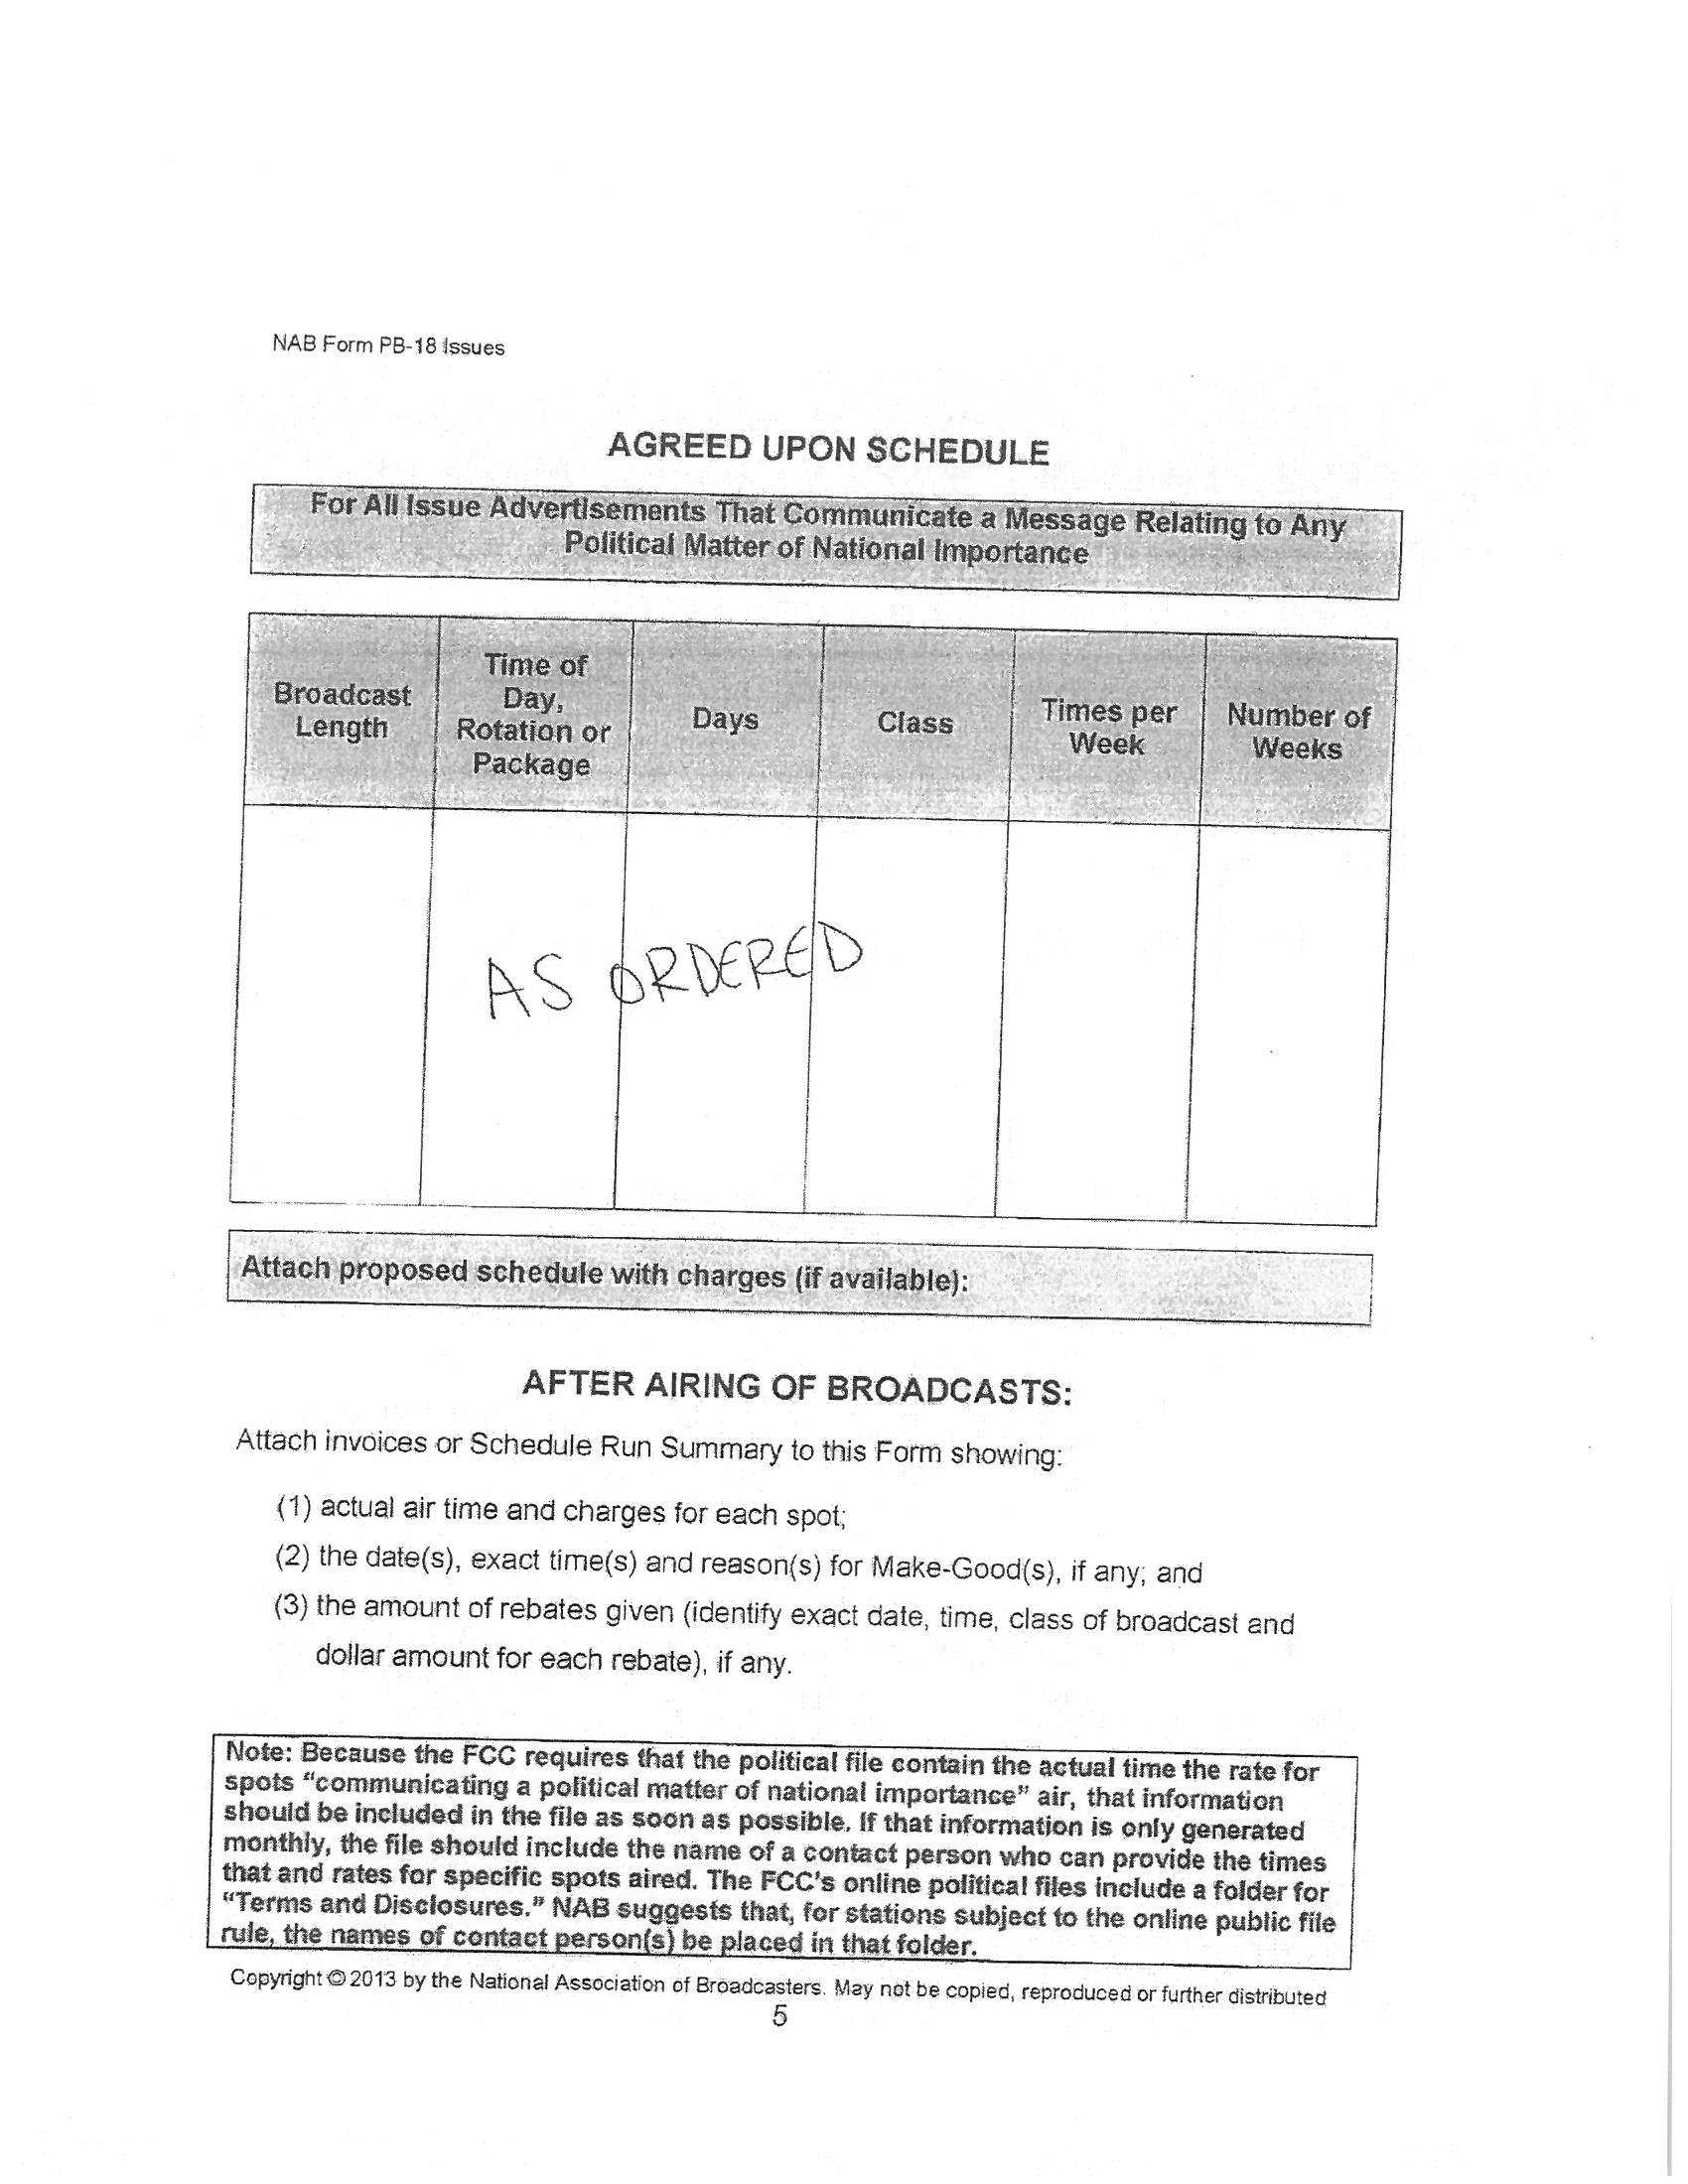 NAB Form PB-18 Issues
AGREED UPON SCHEDULE
For All Issue Advertisements That Communicate a Message Relating to Any
Political Matter of National Importance
Broadcast
Length
Time of
Day,
Rotation or
Package
Days
Class
Times per
Week
Number of
Weeks
AS ORDERED
Attach proposed schedule with charges (if available):
AFTER AIRING OF BROADCASTS:
Attach invoices or Schedule Run Summary to this Form showing:
(1) actual air time and charges for each spot;
(2) the date(s), exact time(s) and reason(s) for Make-Good(s), if any; and
(3) the amount of rebates given (identify exact date, time, class of broadcast and
dollar amount for each rebate), if any.
Note: Because the FCC requires that the political file contain the actual time the rate for
spots “communicating a political matter of national importance” air, that information
should be included in the file as soon as possible. If that information is only generated
monthly, the file should include the name of a contact person who can provide the times
that and rates for specific spots aired. The FCC’s online political files include a folder for
“Terms and Disclosures.” NAB suggests that, for stations subject to the online public file
rule, the names of contact person(s) be placed in that folder.
Copyright © 2013 by the National Association of Broadcasters. May not be copied, reproduced or further distributed
5